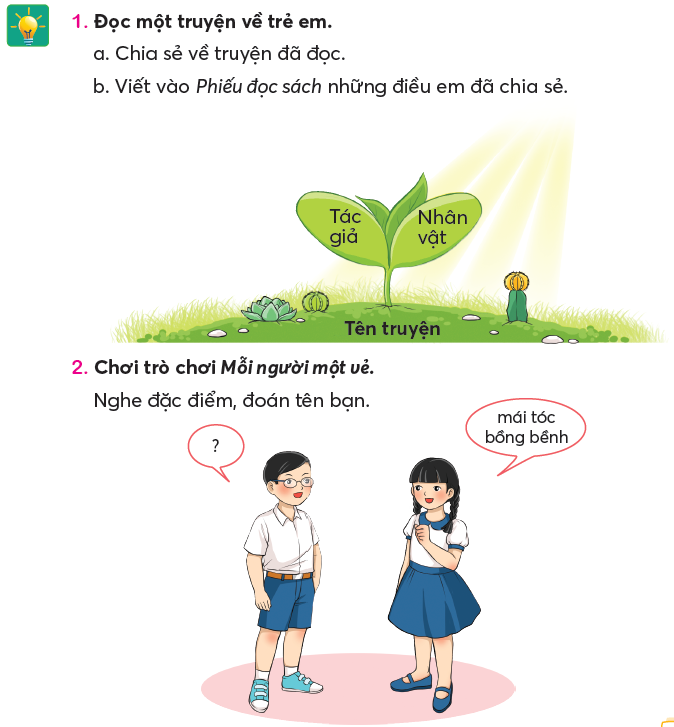 1. Đọc một truyện về trẻ em.
a. Chia sẻ về truyện đã đọc.
b. Viết vào Phiếu đọc sách những điều em đã chia sẻ.
Tác
giả
Nhân
vật
Tên truyện
2. Chơi trò chơi Mỗi người một vẻ.
Nghe đặc điểm, đoán tên bạn.
?
mái tóc
bồng bềnh